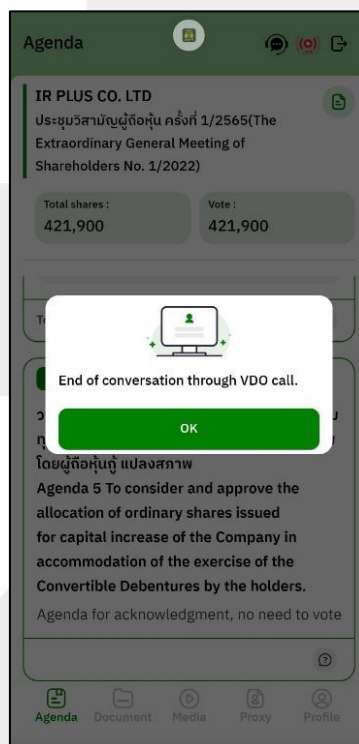 Agenda
IR PLUS CO. LTD
ประชุมวิสามัญผู้ถือหุ้น ครั้งที่ 1/2565(The
Extraordinary General Meeting of
Shareholders No. 1/2022)
Total shares :
421,900
Vote :
421,900
End of conversation through VDO call.
OK
โดยผู้ถือหุ้นกู้ แปลงสภาพ
Agenda 5 To consider and approve the
allocation of ordinary shares issued
for capital increase of the Company in
accommodation of the exercise of the
Convertible Debentures by the holders.
Agenda for acknowledgment, no need to vote
Agenda
Document
Media
Proxy
Profile